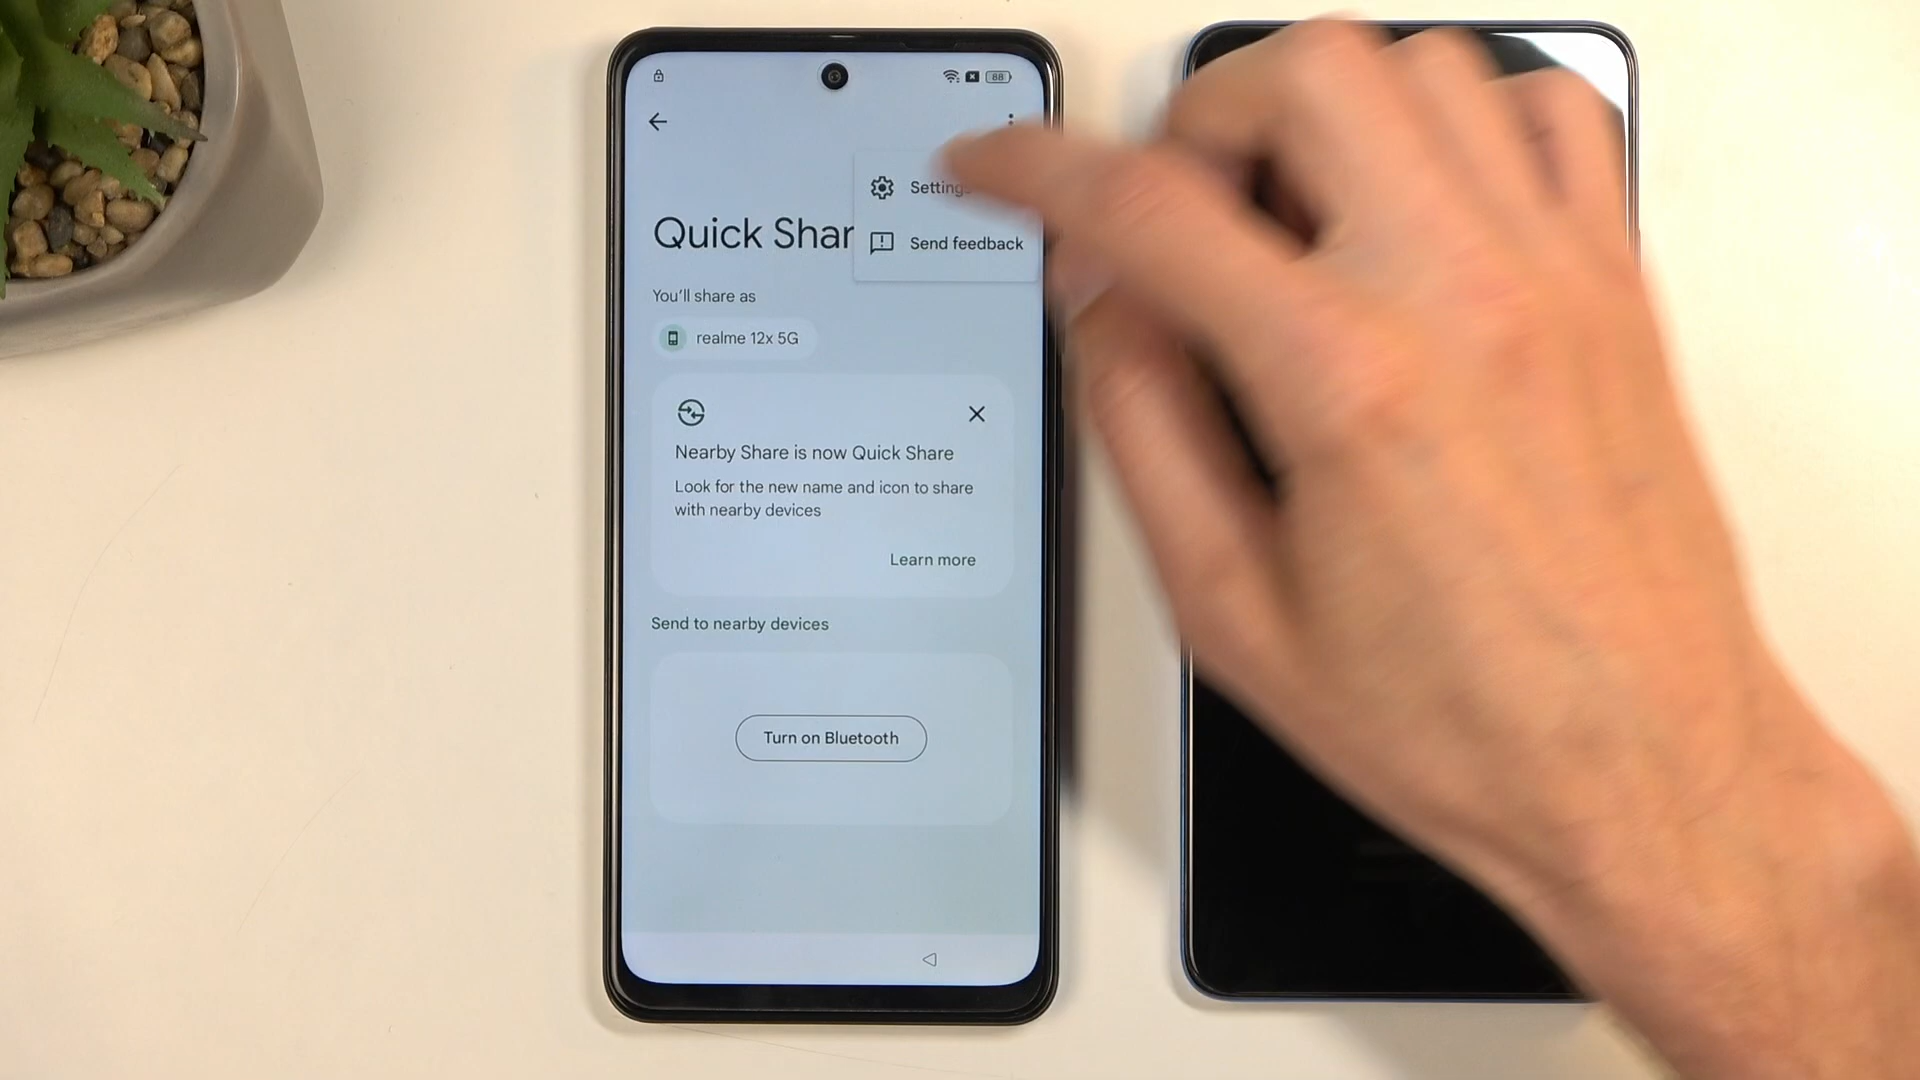 88
Settings
Quick Shar
Send feedback
You'll share as
realme 12x 5G
Nearby Share is now Quick Share
Look for the new name and icon to share
with nearby devices
Learn more
Send to nearby devices
Turn on Bluetooth